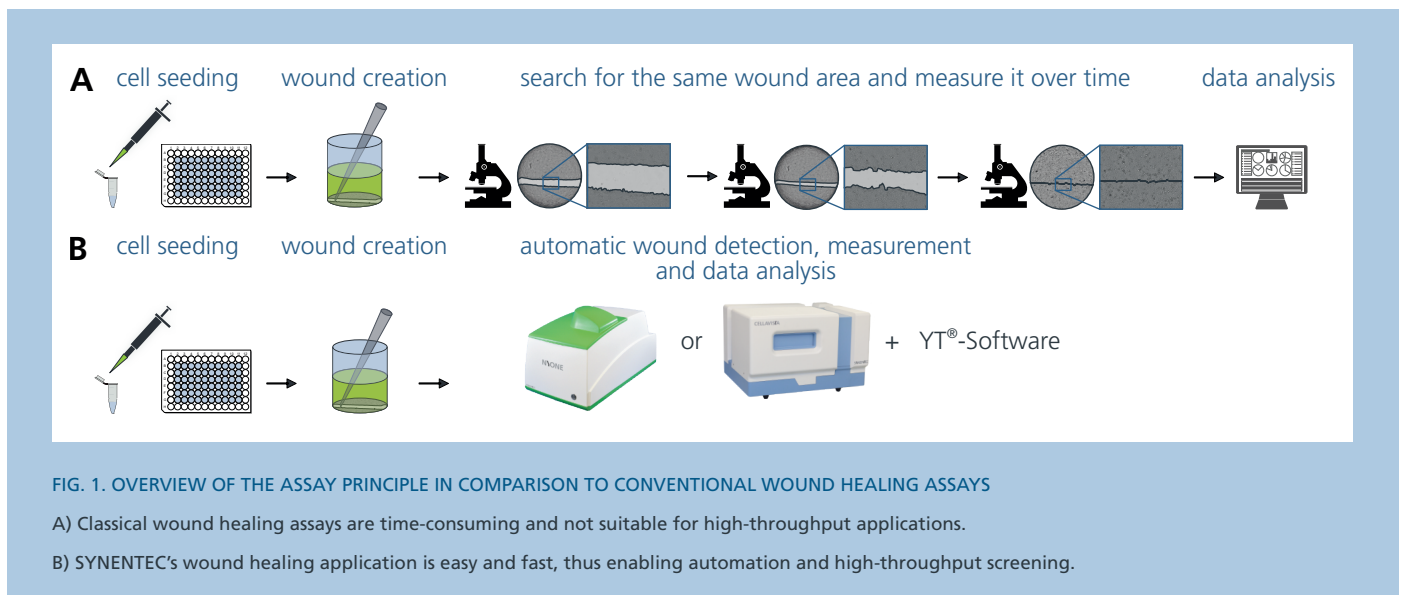 A cell seeding wound creation search for the same wound area and measure it over time data analysis
B cell seeding wound creation automatic wound detection, measurement
and data analysis
NYONE
CELLAVISTA
or + YT®-Software
FIG. 1. OVERVIEW OF THE ASSAY PRINCIPLE IN COMPARISON TO CONVENTIONAL WOUND HEALING ASSAYS
A) Classical wound healing assays are time-consuming and not suitable for high-throughput applications.
B) SYNENTEC's wound healing application is easy and fast, thus enabling automation and high-throughput screening.